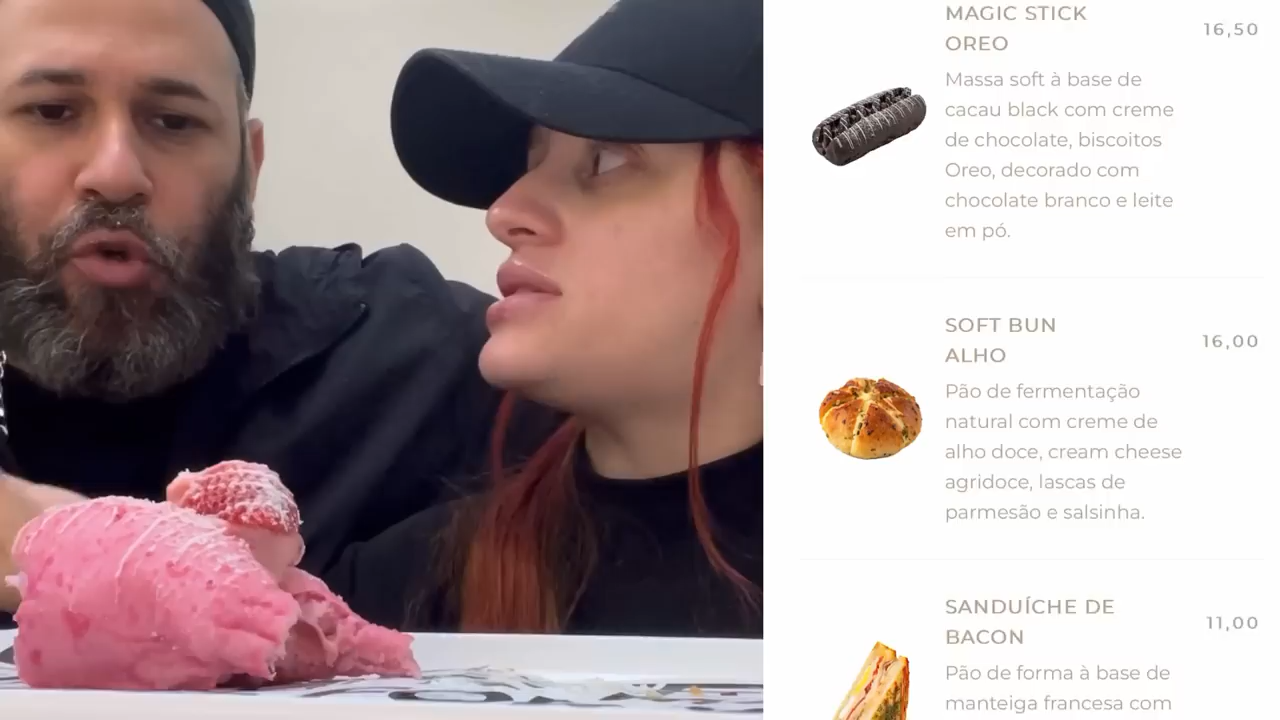 MAGIC STICK
OREO
16,50
Massa soft à base de
cacau black com creme
de chocolate, biscoitos
Oreo, decorado com
chocolate branco e leite
em pó.
SOFT BUN
ALHO
16,00
Pão de fermentação
natural com creme de
alho doce, cream cheese
agridoce, lascas de
parmesão e salsinha.
SANDUÍCHE DE
BACON
11,00
Pão de forma à base de
manteiga francesa com